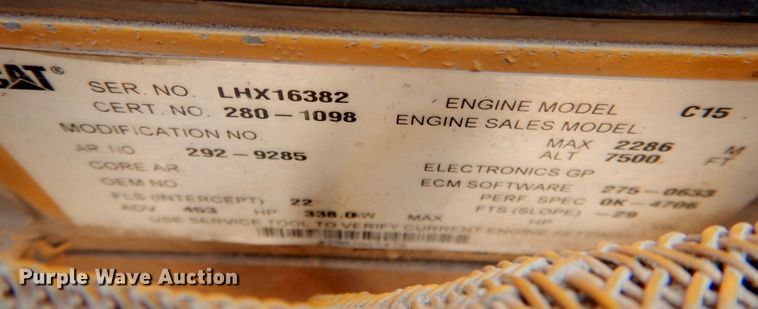 CAT®
SER. NO. LHX16382
CERT. NO. 280-1098
MODIFICATION NO.
AR NO 292-9285
CORE AR
OEM NO
FLS (INTERCEPT) 22
ADV 453 HP 338.0KW MAX
USE SERVICE TOOL TO VERIFY CURRENT ENGINE
ENGINE MODEL C15
ENGINE SALES MODEL:
MAX 2286 M
ALT 7500 FT
ELECTRONICS GP
ECM SOFTWARE 275-0533
PERF. SPEC 0K-4706
FTS (SLOPE) -29
HP
Purple Wave Auction